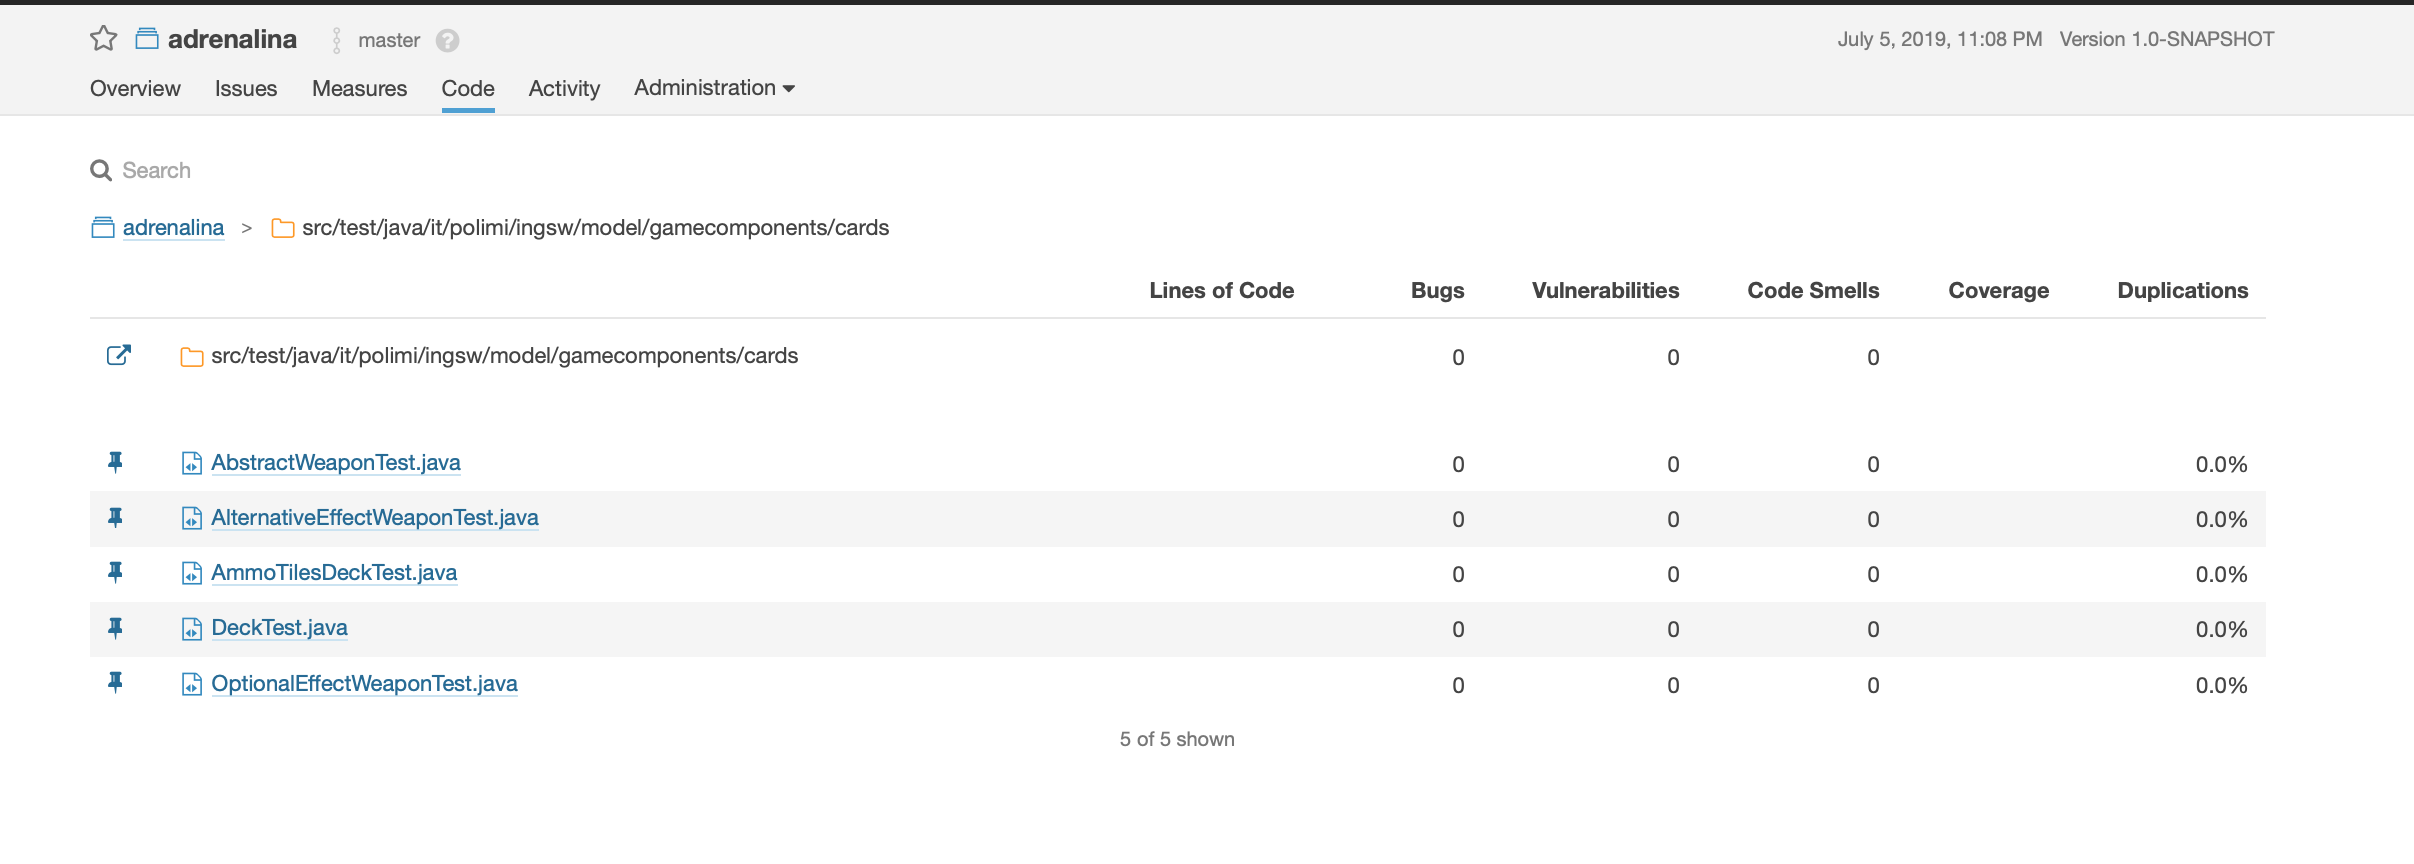 adrenalina master ? July 5, 2019, 11:08 PM Version 1.0-SNAPSHOT
Overview Issues Measures Code Activity Administration
Search
adrenalina > src/test/java/it/polimi/ingsw/model/gamecomponents/cards
Lines of Code Bugs Vulnerabilities Code Smells Coverage Duplications
src/test/java/it/polimi/ingsw/model/gamecomponents/cards 0 0 0
AbstractWeaponTest.java 0 0 0 0.0%
AlternativeEffectWeaponTest.java 0 0 0 0.0%
AmmoTilesDeckTest.java 0 0 0 0.0%
DeckTest.java 0 0 0 0.0%
OptionalEffectWeaponTest.java 0 0 0 0.0%
5 of 5 shown